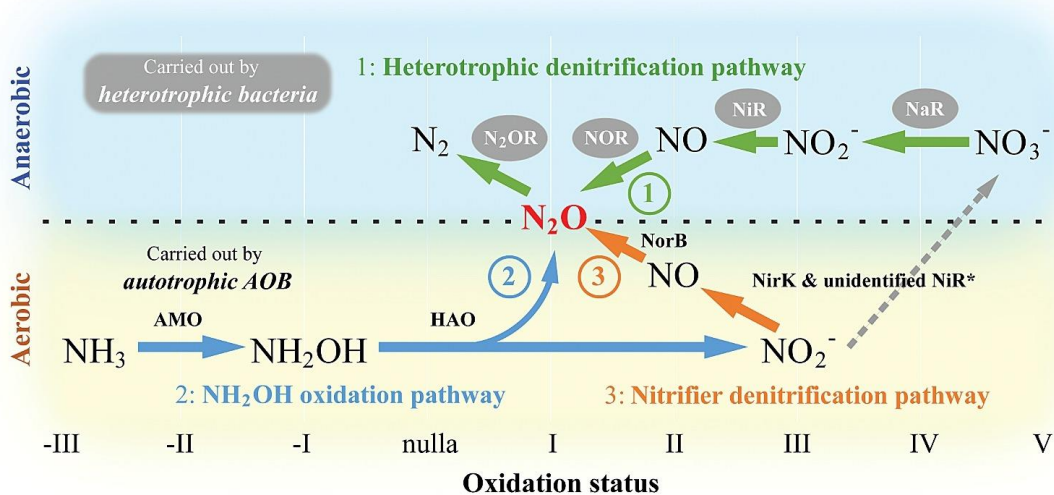 Anaerobic
Carried out by
heterotrophic bacteria
1: Heterotrophic denitrification pathway
N₂
N₂OR
NOR
NO
NiR
NO₂⁻
NaR
NO₃⁻
1
N₂O
Aerobic
Carried out by
autotrophic AOB
2
3
NorB
NO
NirK & unidentified NiR*
AMO
HAO
NH₃
NH₂OH
NO₂⁻
2: NH₂OH oxidation pathway
3: Nitrifier denitrification pathway
-III -II -I nulla I II III IV V
Oxidation status